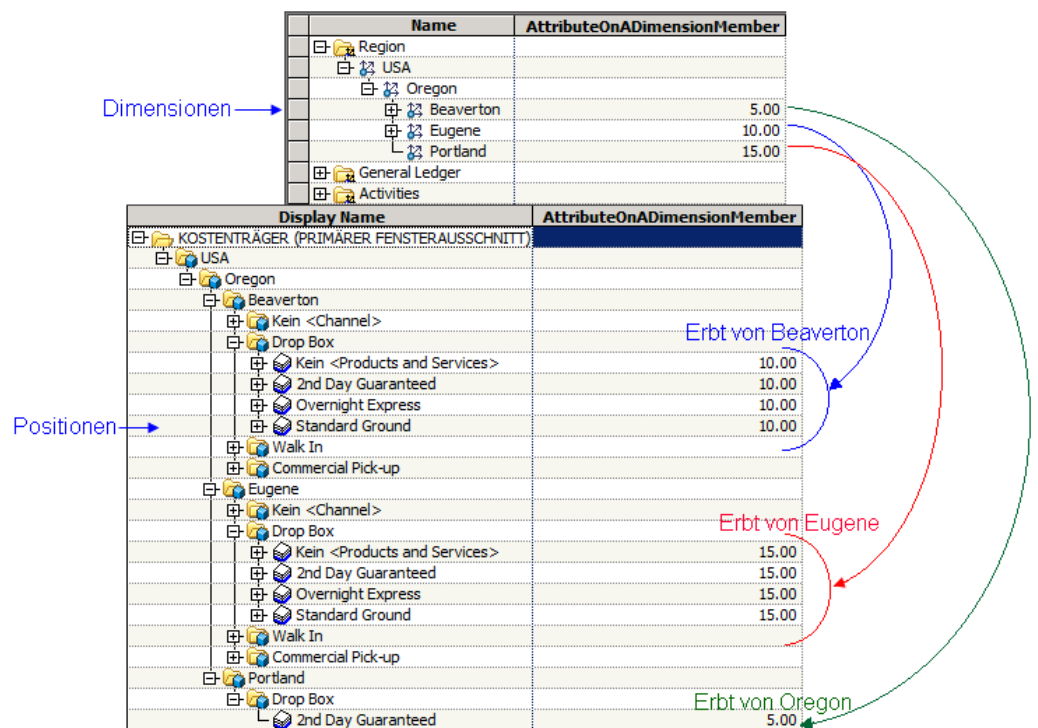 Name AttributeOnADimensionMember
Region
USA
Oregon
Dimensionen Beaverton 5.00
Eugene 10.00
Portland 15.00
General Ledger
Activities
Display Name AttributeOnADimensionMember
KOSTENTRÄGER (PRIMÄRER FENSTERAUSSCHNITT)
USA
Oregon
Beaverton
Kein <Channel>
Erbt von Beaverton
Drop Box
Kein <Products and Services> 10.00
2nd Day Guaranteed 10.00
Overnight Express 10.00
Positionen Standard Ground 10.00
Walk In
Commercial Pick-up
Eugene
Kein <Channel>
Erbt von Eugene
Drop Box
Kein <Products and Services> 15.00
2nd Day Guaranteed 15.00
Overnight Express 15.00
Standard Ground 15.00
Walk In
Commercial Pick-up
Portland
Drop Box Erbt von Oregon
2nd Day Guaranteed 5.00